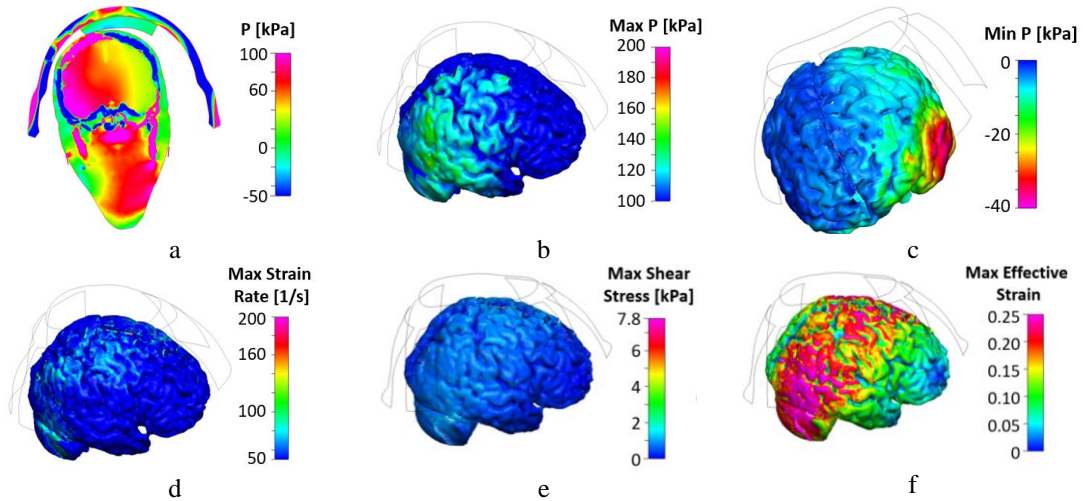 P [kPa]
100
60
0
-50
a
Max P [kPa]
200
180
160
140
120
100
b
Min P [kPa]
0
-20
-40
c
Max Strain
Rate [1/s]
200
150
100
50
d
Max Shear
Stress [kPa]
7.8
6
4
2
0
e
Max Effective
Strain
0.25
0.20
0.15
0.10
0.05
0
f